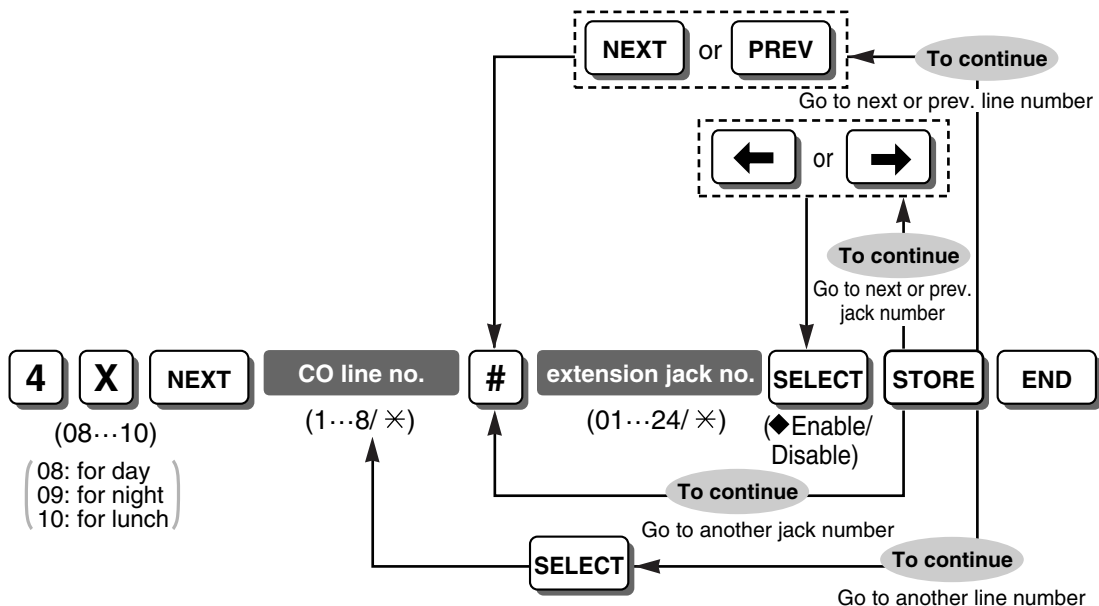 NEXT or PREV
To continue
Go to next or prev. line number
← or →
To continue
Go to next or prev.
jack number
4 X NEXT CO line no. # extension jack no. SELECT STORE END
(08···10)
(1···8/ ✳)
(01···24/ ✳)
(◆Enable/
Disable)
08: for day
09: for night
10: for lunch
To continue
Go to another jack number
SELECT
To continue
Go to another line number